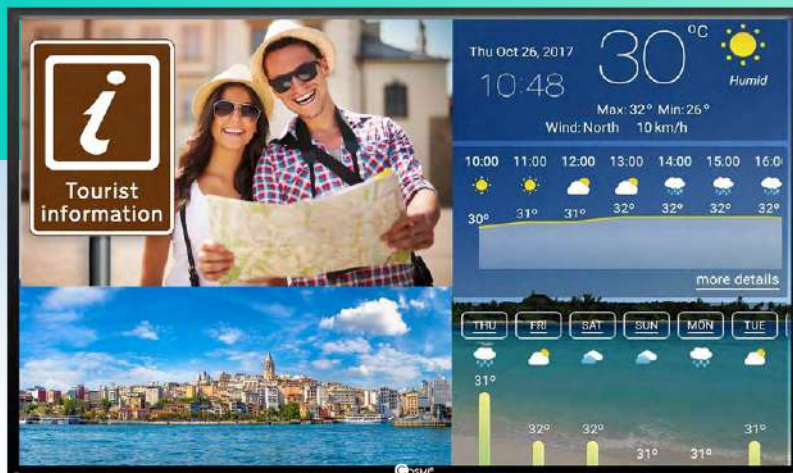 i
Tourist
information
Thu Oct 26, 2017
10:48
30°C
Humid
Max: 32° Min: 26°
Wind: North 10 km/h
10:00 11:00 12:00 13:00 14:00 15:00 16:0
30° 31° 31° 32° 32° 32° 32°
more details
THU FRI SAT SUN MON TUE
31° 32° 32° 31° 31° 31°